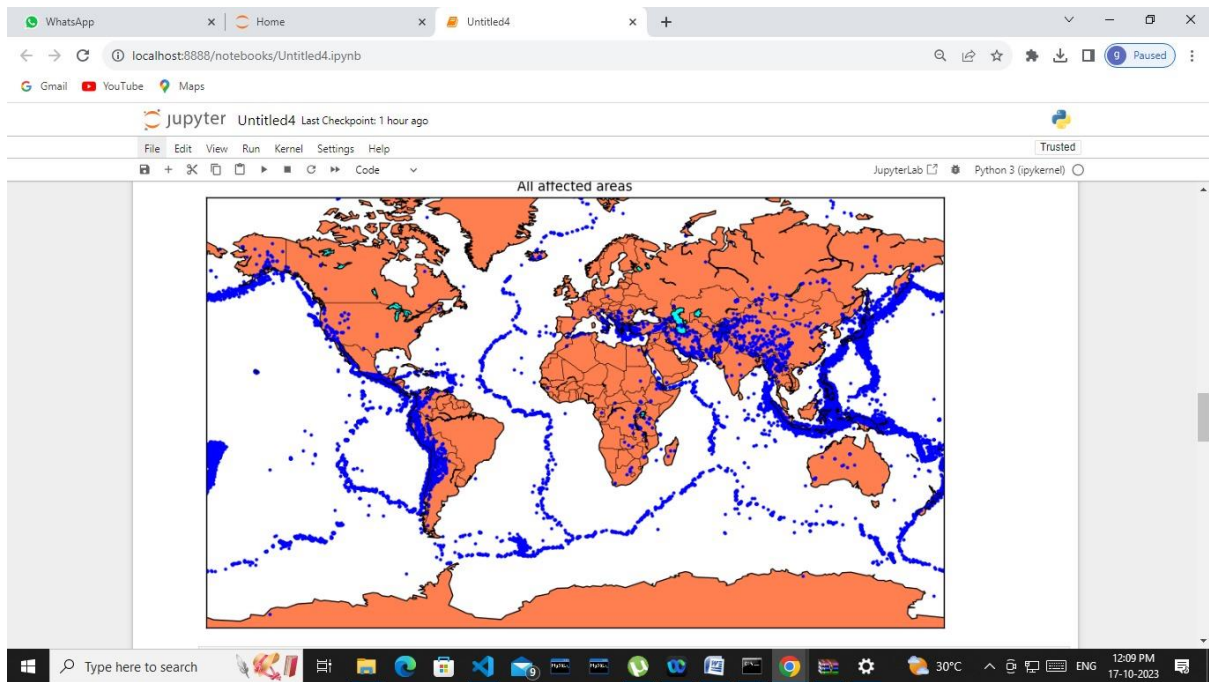 WhatsApp
Home
Untitled4
localhost:8888/notebooks/Untitled4.ipynb
g Paused
G Gmail YouTube Maps
jupyter Untitled4 Last Checkpoint: 1 hour ago
File Edit View Run Kernel Settings Help Trusted
Code JupyterLab Python 3 (ipykernel)
All affected areas
Type here to search
9
30°C ENG
12:09 PM
17-10-2023